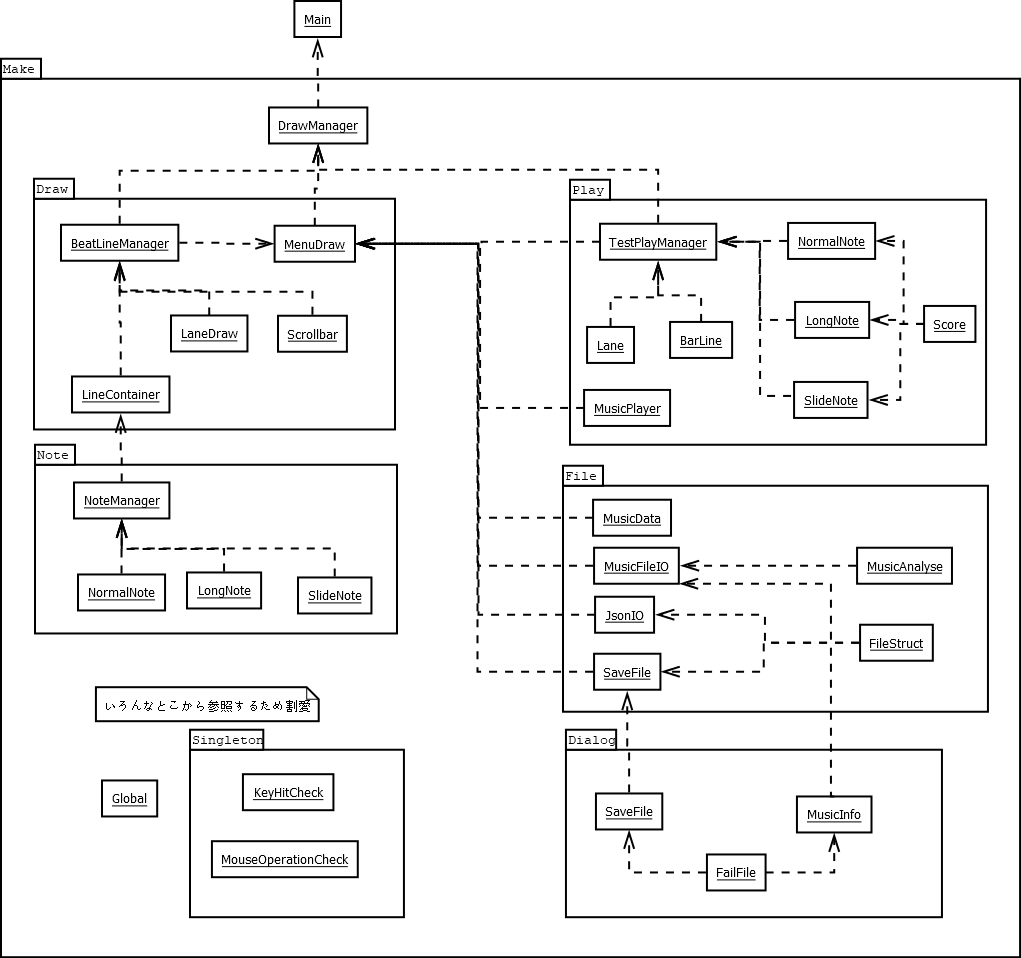 Main
Make
DrawManager
Draw
BeatLineManager
MenuDraw
LaneDraw
Scrollbar
LineContainer
Play
TestPlayManager
NormalNote
LongNote
Score
Lane
BarLine
SlideNote
MusicPlayer
Note
NoteManager
NormalNote
LongNote
SlideNote
File
MusicData
MusicFileIO
MusicAnalyse
JsonIO
FileStruct
SaveFile
いろんなとこから参照するため割愛
Singleton
KeyHitCheck
Global
MouseOperationCheck
Dialog
SaveFile
MusicInfo
FailFile